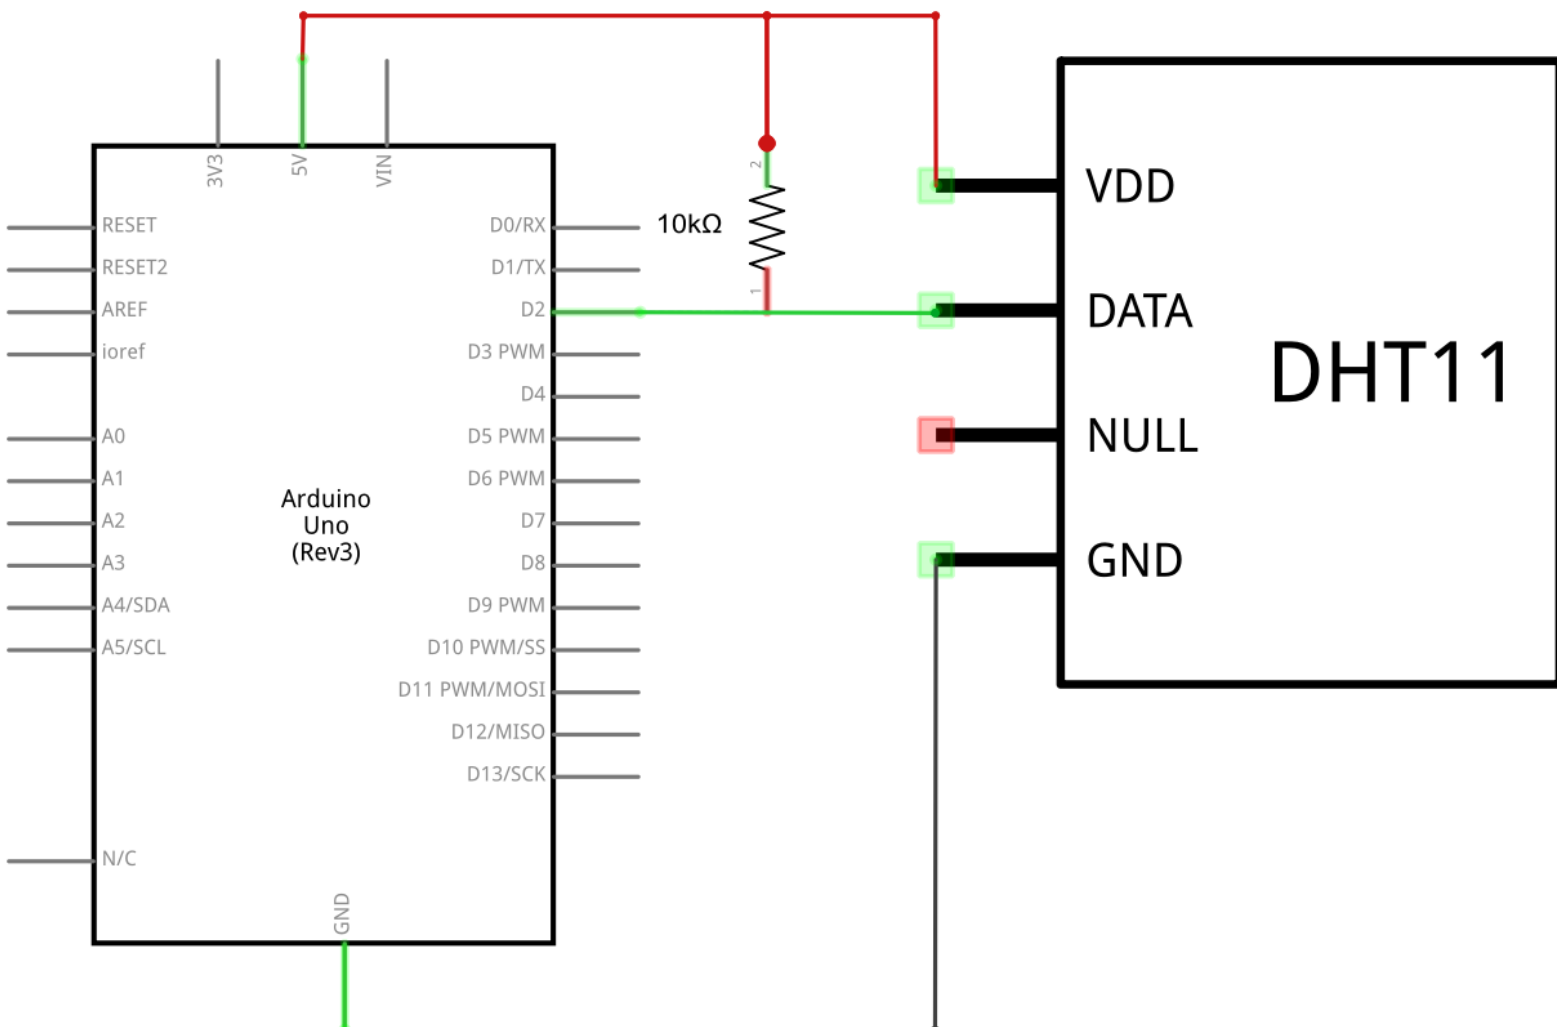 3V3
5V
VIN
RESET
RESET2
AREF
ioref
A0
A1
A2
A3
A4/SDA
A5/SCL
N/C
Arduino
Uno
(Rev3)
D0/RX
D1/TX
D2
D3 PWM
D4
D5 PWM
D6 PWM
D7
D8
D9 PWM
D10 PWM/SS
D11 PWM/MOSI
D12/MISO
D13/SCK
GND
10kΩ
2
1
VDD
DATA
NULL
GND
DHT11